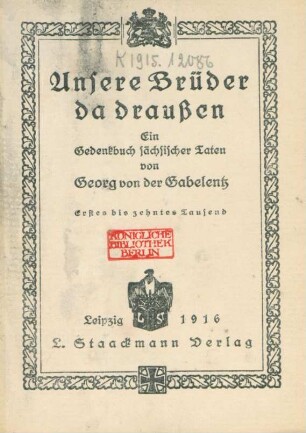 K1915.12086
Unsere Brüder
da draußen
Ein
Gedenkbuch sächsischer Taten
von
Georg von der Gabelentz
Erstes bis zehntes Tausend
KÖNIGLICHE
BIBLIOTHEK
BERLIN
Leipzig 1916
L S
L. Staackmann Verlag